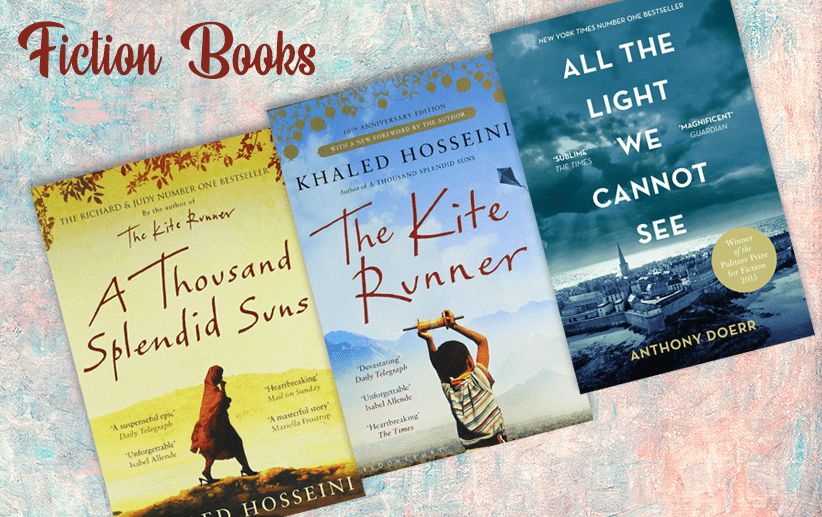 Fiction Books
THE RICHARD & JUDY NUMBER ONE BESTSELLER
By the author of
The Kite Runner
A Thousand
Splendid Suns
'A suspenseful epic'
Daily Telegraph
'Unforgettable'
Isabel Allende
'Heartbreaking'
Mail on Sunday
'A masterful story'
Mariella Frostrup
ED HOSSEINI
10TH ANNIVERSARY EDITION
WITH A NEW FOREWORD BY THE AUTHOR
KHALED HOSSEINI
Author of A THOUSAND SPLENDID SUNS
The Kite
Runner
'Devastating'
Daily Telegraph
'Unforgettable'
Isabel Allende
'Heartbreaking'
The Times
NEW YORK TIMES NUMBER ONE BESTSELLER
ALL THE
LIGHT
WE
CANNOT
SEE
'SUBLIME'
THE TIMES
'MAGNIFICENT'
GUARDIAN
Winner
of the
Pulitzer Prize
for Fiction
2015
ANTHONY DOERR